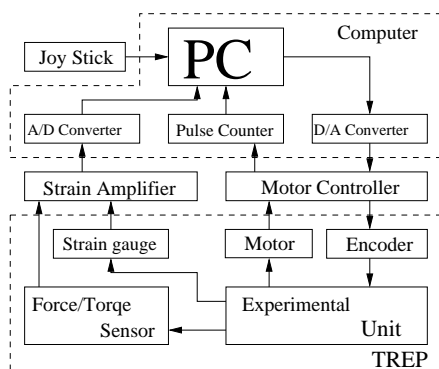 Computer
Joy Stick
PC
A/D Converter
Pulse Counter
D/A Converter
Strain Amplifier
Motor Controller
Strain gauge
Motor
Encoder
Force/Torqe
Sensor
Experimental
Unit
TREP